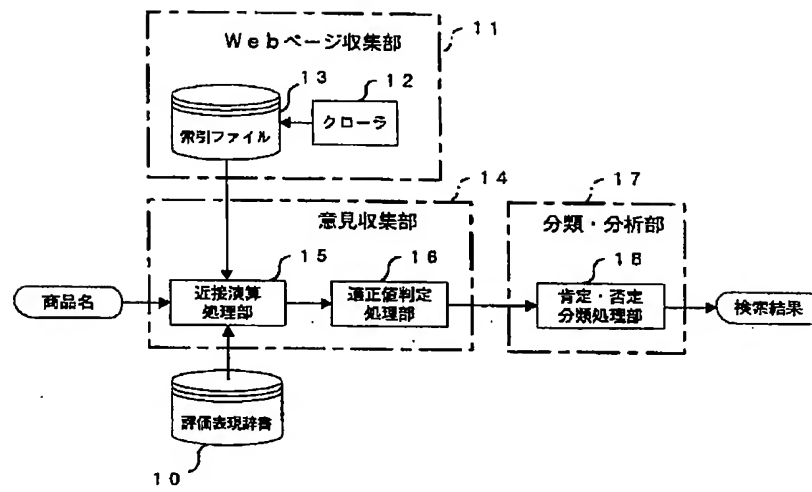 Webページ収集部
11
13
12
索引ファイル
クローラ
14
17
意見収集部
分類・分析部
15
16
18
商品名
近接演算
処理部
適正値判定
処理部
肯定・否定
分類処理部
検索結果
評価表現辞書
10